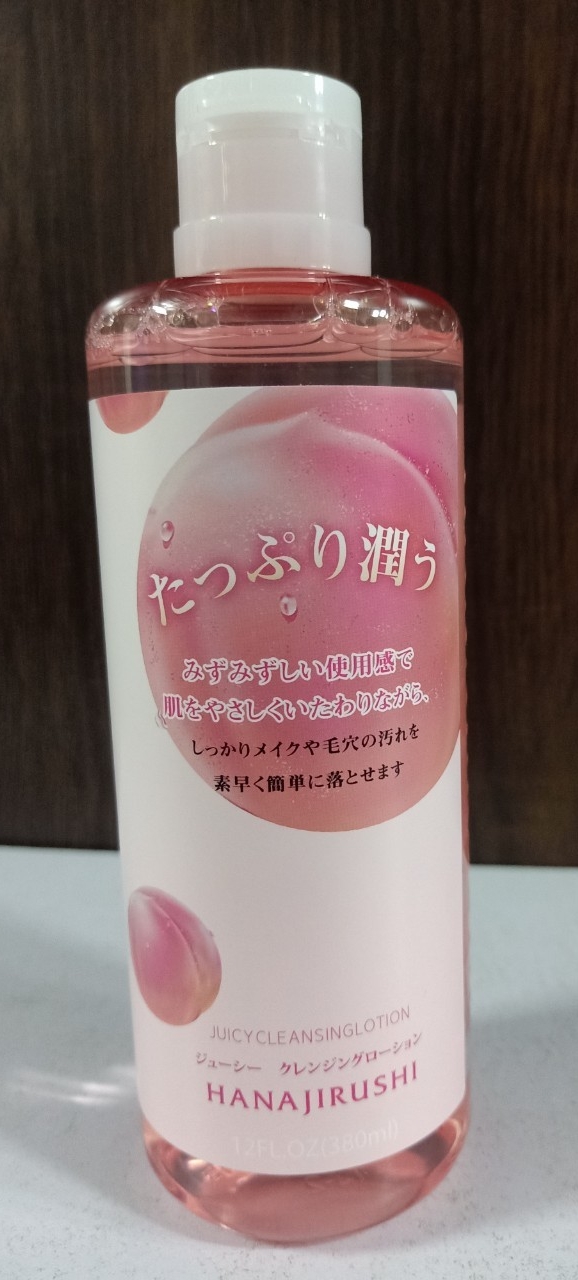 たっぷり潤う
みずみずしい使用感で
肌をやさしくいたわりながら、
しっかりメイクや毛穴の汚れを
素早く簡単に落とせます
JUICYCLEANSINGLOTION
ジューシー クレンジングローション
HANAJIRUSHI
12FL.OZ(380ml)